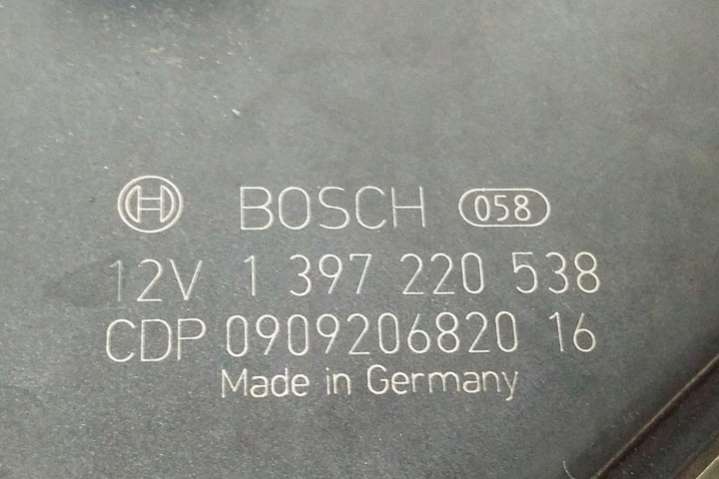 BOSCH 058
12V 1 397 220 538
CDP 0909206820 16
Made in Germany